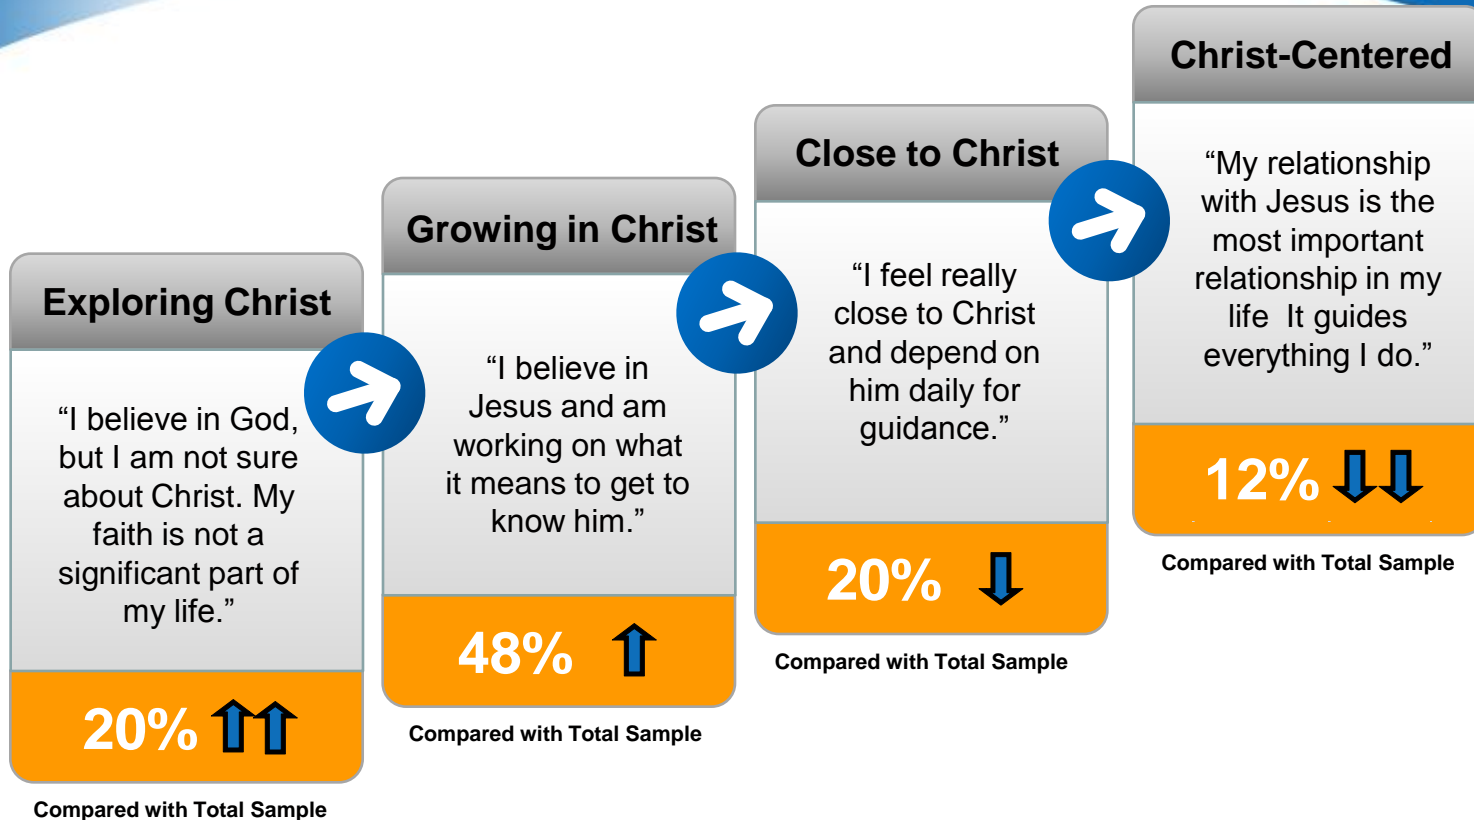 Exploring Christ
“I believe in God,
but I am not sure
about Christ. My
faith is not a
significant part of
my life.”
20%
Compared with Total Sample
Growing in Christ
“I believe in
Jesus and am
working on what
it means to get to
know him.”
48%
Compared with Total Sample
Close to Christ
“I feel really
close to Christ
and depend on
him daily for
guidance.”
20%
Compared with Total Sample
Christ-Centered
“My relationship
with Jesus is the
most important
relationship in my
life  It guides
everything I do.”
12%
Compared with Total Sample